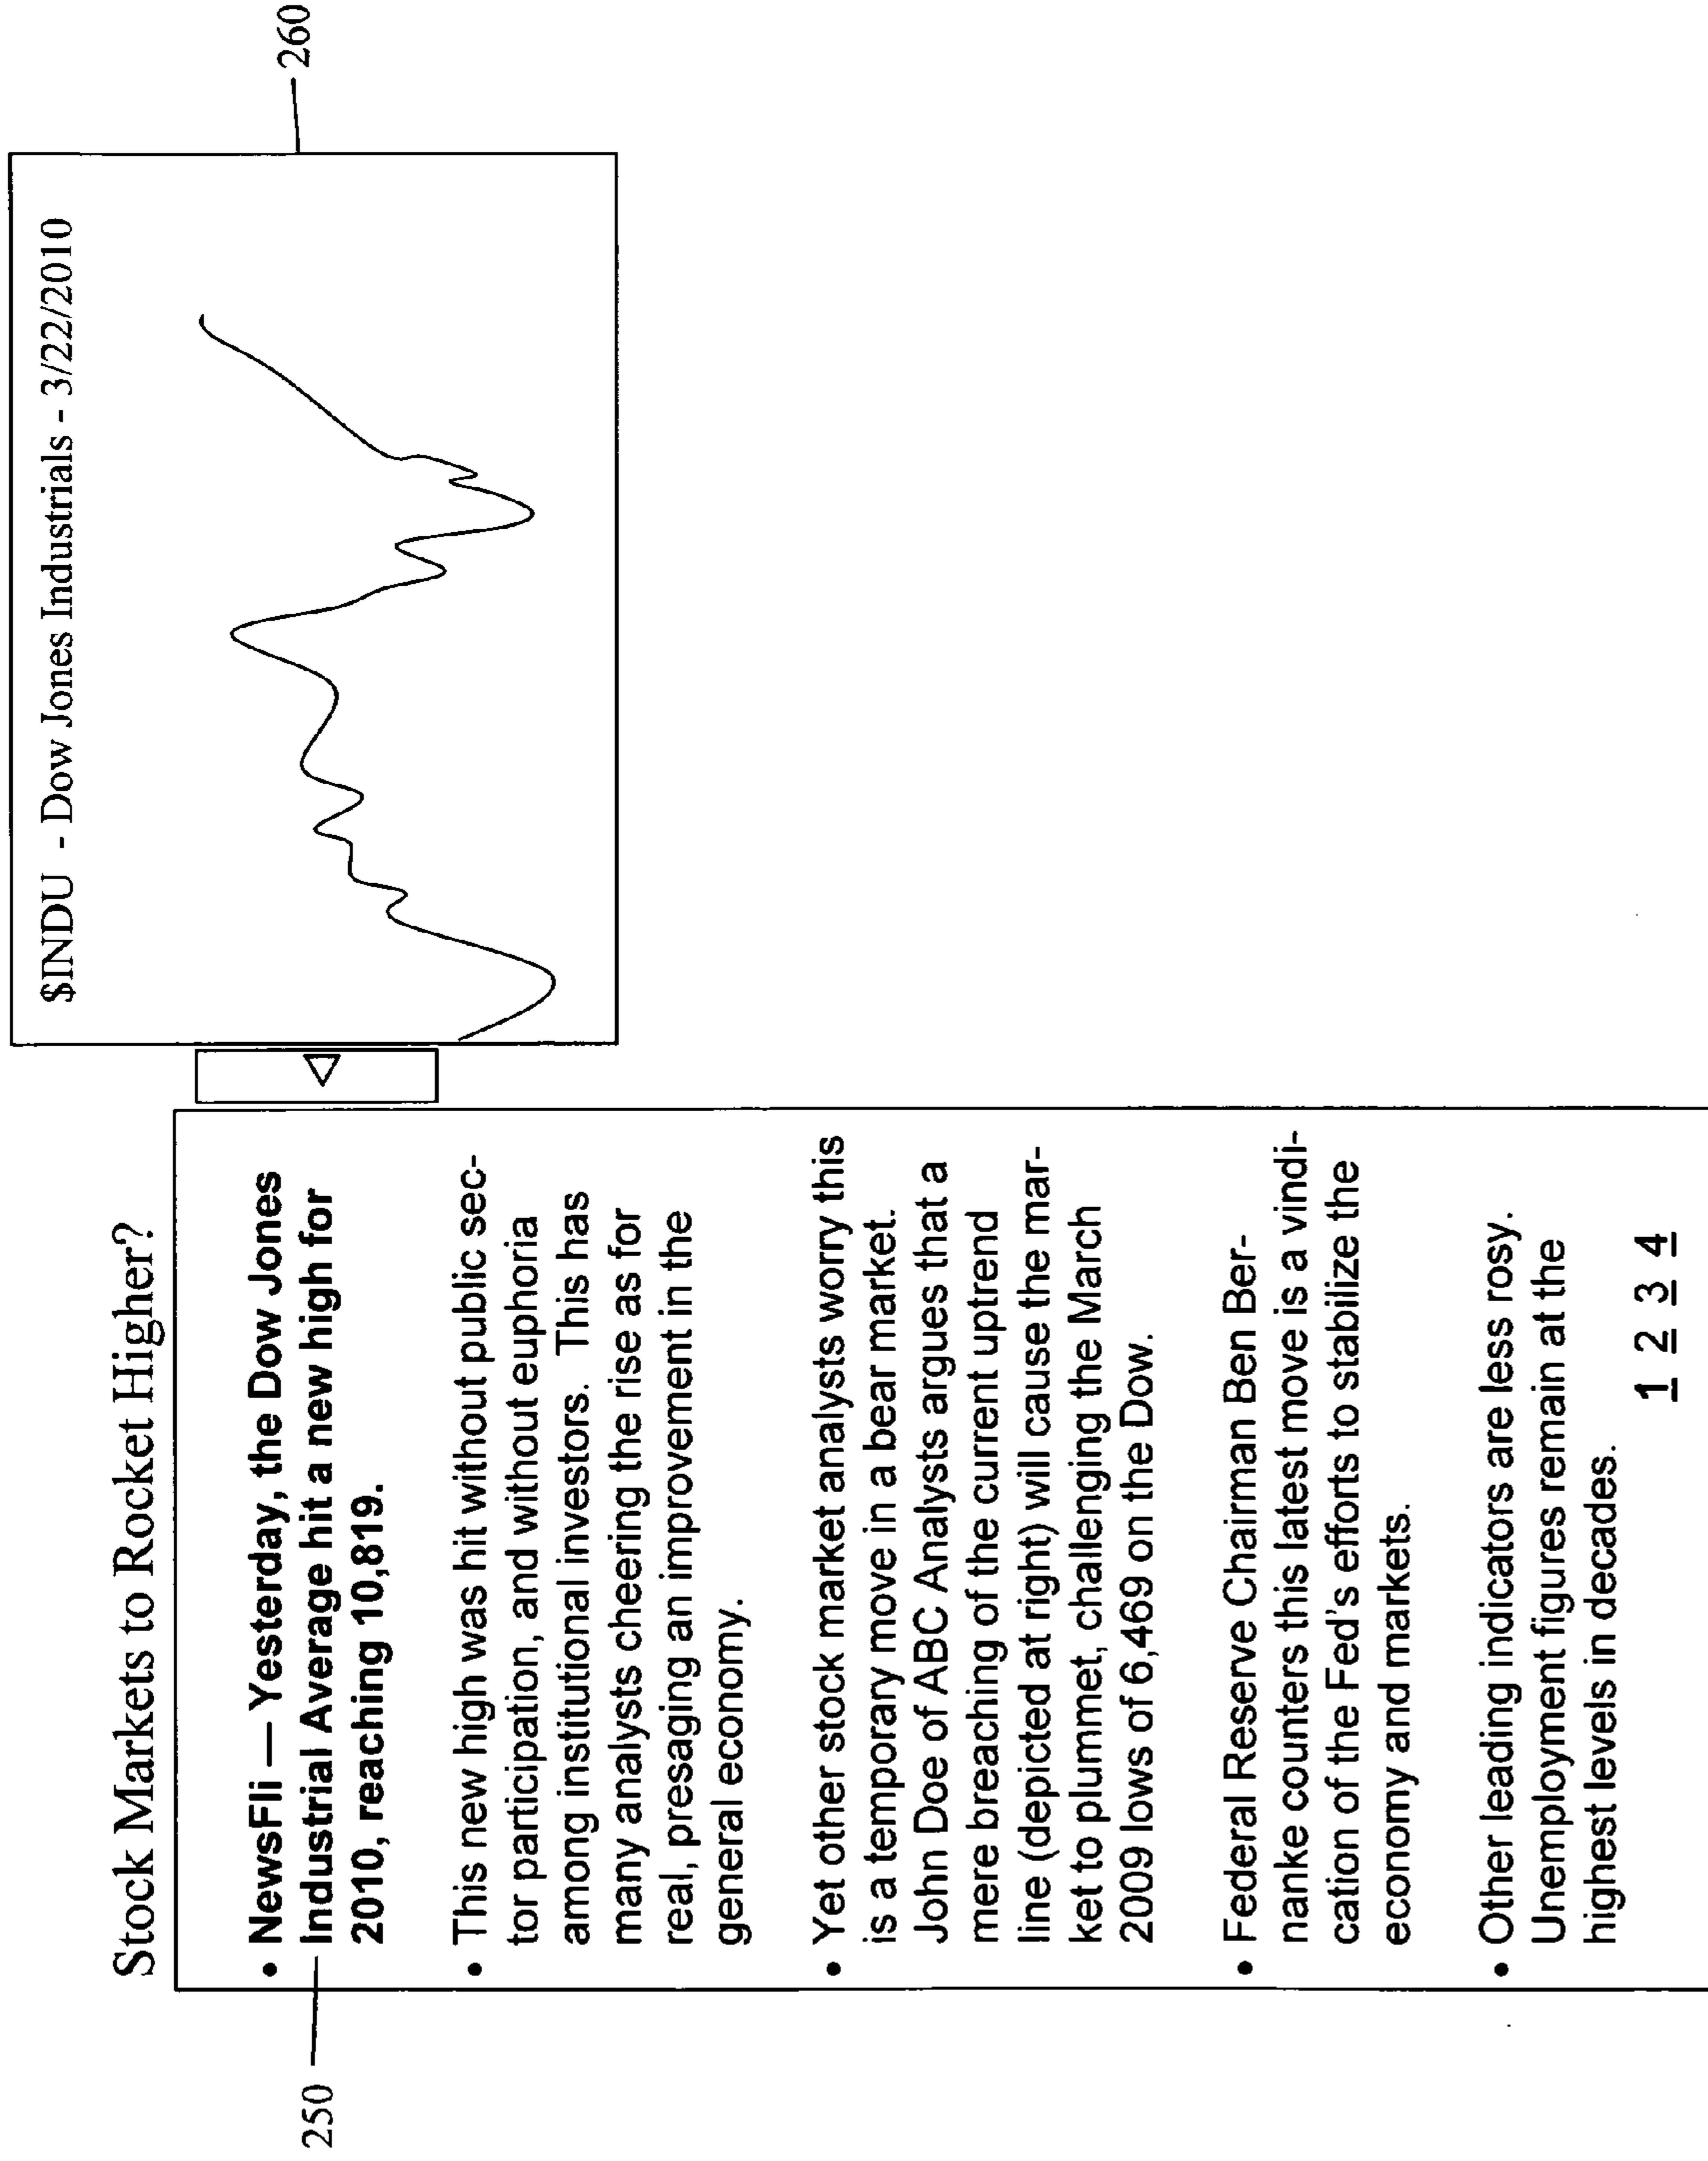 Stock Markets to Rocket Higher?
250
• NewsFli — Yesterday, the Dow Jones
Industrial Average hit a new high for
2010, reaching 10,819.
• This new high was hit without public sec-
tor participation, and without euphoria
among institutional investors. This has
many analysts cheering the rise as for
real, presaging an improvement in the
general economy.
• Yet other stock market analysts worry this
is a temporary move in a bear market.
John Doe of ABC Analysts argues that a
mere breaching of the current uptrend
line (depicted at right) will cause the mar-
ket to plummet, challenging the March
2009 lows of 6,469 on the Dow.
• Federal Reserve Chairman Ben Ber-
nanke counters this latest move is a vindi-
cation of the Fed's efforts to stabilize the
economy and markets.
• Other leading indicators are less rosy.
Unemployment figures remain at the
highest levels in decades.
1 2 3 4
$INDU - Dow Jones Industrials - 3/22/2010
260